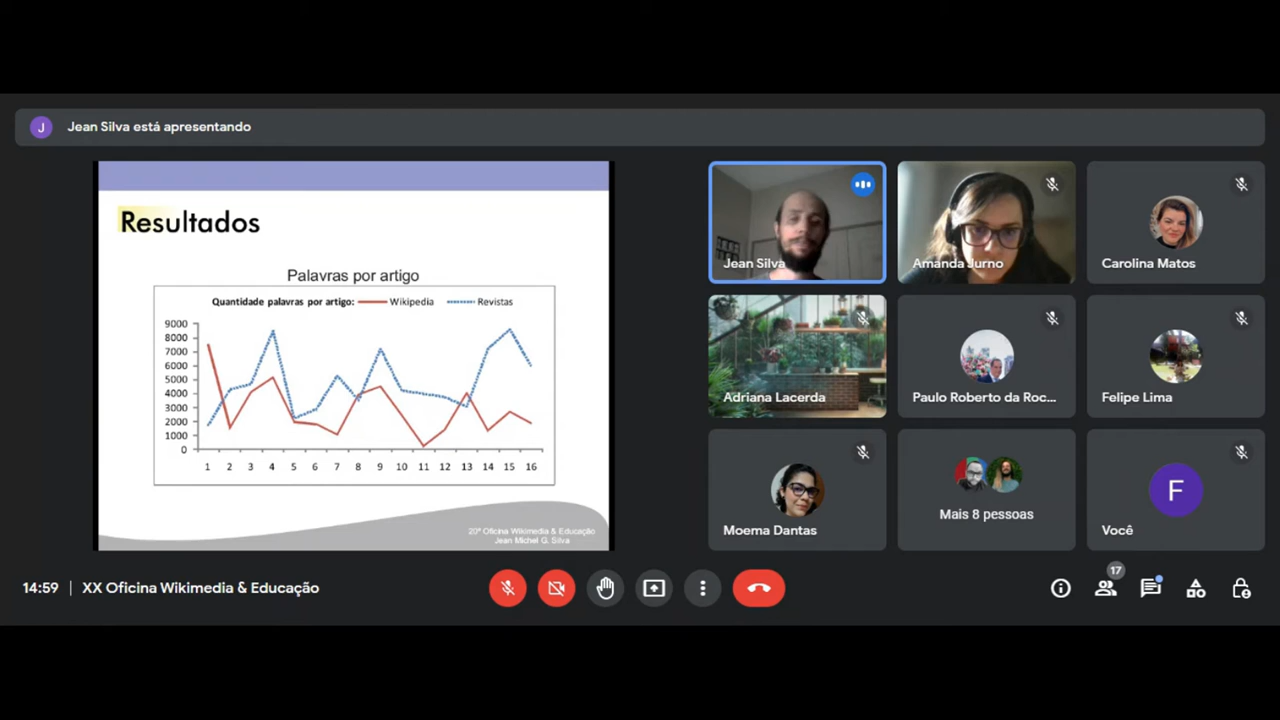 J Jean Silva está apresentando
Resultados
Palavras por artigo
Quantidade palavras por artigo: Wikipedia Revistas
9000
8000
7000
6000
5000
4000
3000
2000
1000
0
1 2 3 4 5 6 7 8 9 10 11 12 13 14 15 16
20ª Oficina Wikimedia & Educação
Jean Michel G. Silva
Jean Silva
Amanda Jurno
Carolina Matos
Adriana Lacerda
Paulo Roberto da Roc...
Felipe Lima
Moema Dantas
Mais 8 pessoas
F
Você
14:59 | XX Oficina Wikimedia & Educação
17